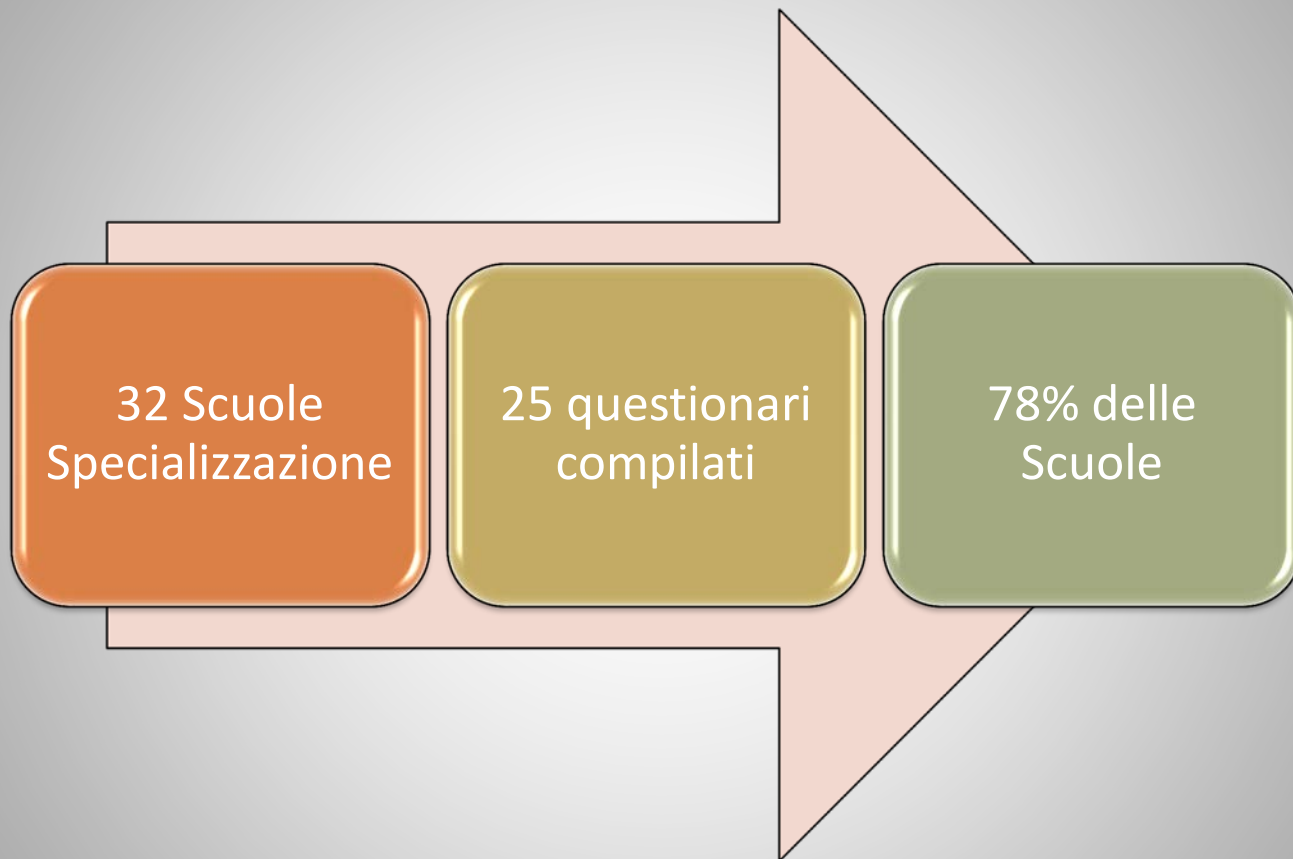 32 Scuole
Specializzazione
25 questionari
compilati
78% delle
Scuole